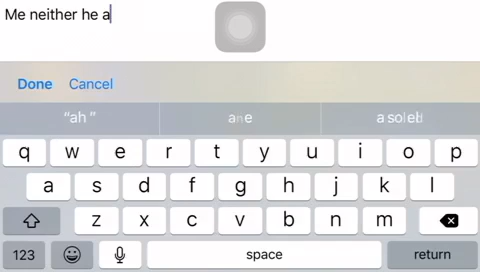 Me neither he a
Done Cancel
"ah"
q w e r t y u i o p
a s d f g h j k l
z x c v b n m
123 space return